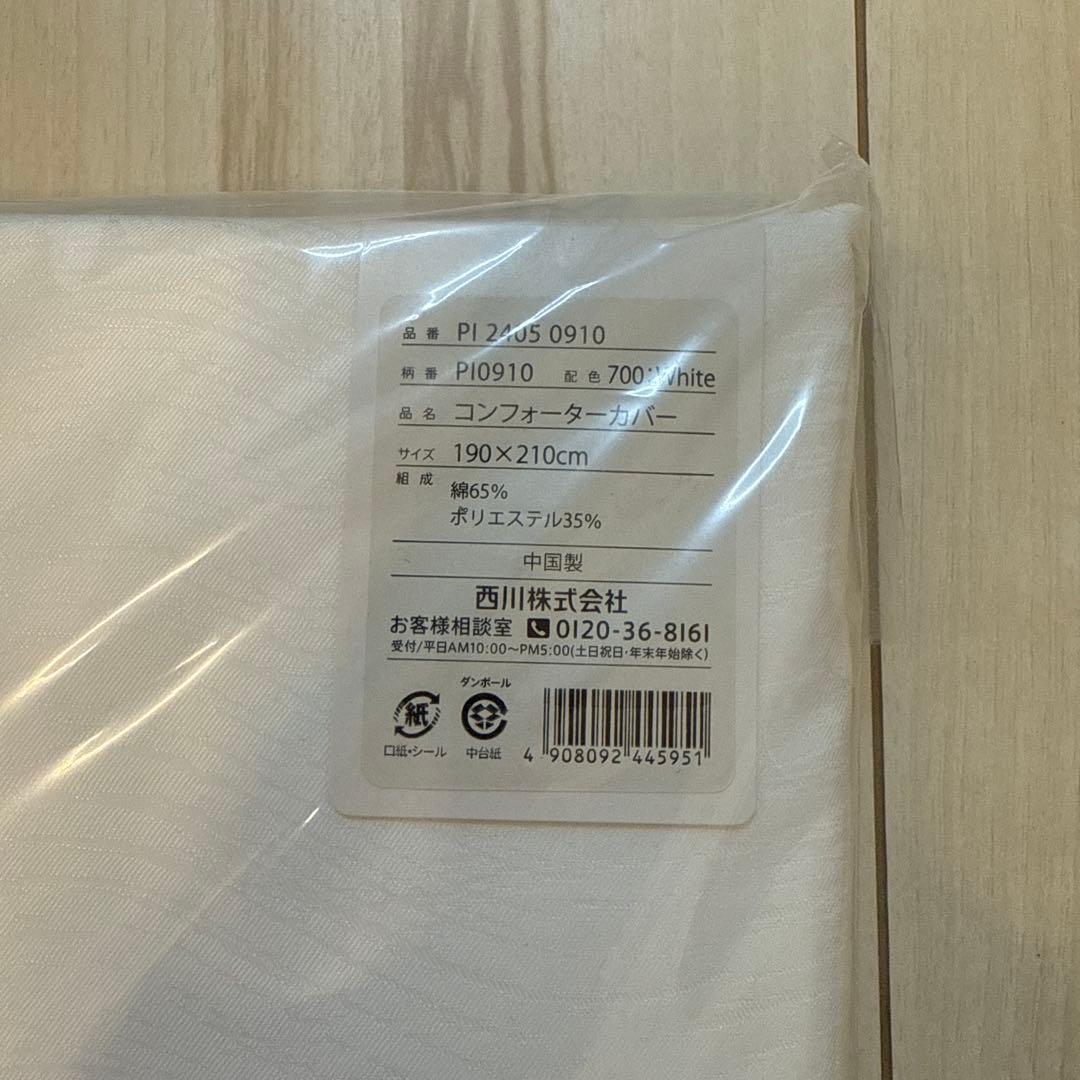 品番 PI 2405 0910
柄番 PI0910 配色 700:White
品名 コンフォーターカバー
サイズ 190×210cm
組成 綿65%
ポリエステル35%
中国製
西川株式会社
お客様相談室 0120-36-8161
受付/平日AM10:00〜PM5:00(土日祝日・年末年始除く)
ダンボール
紙
口紙・シール 中台紙
4 908092 445951